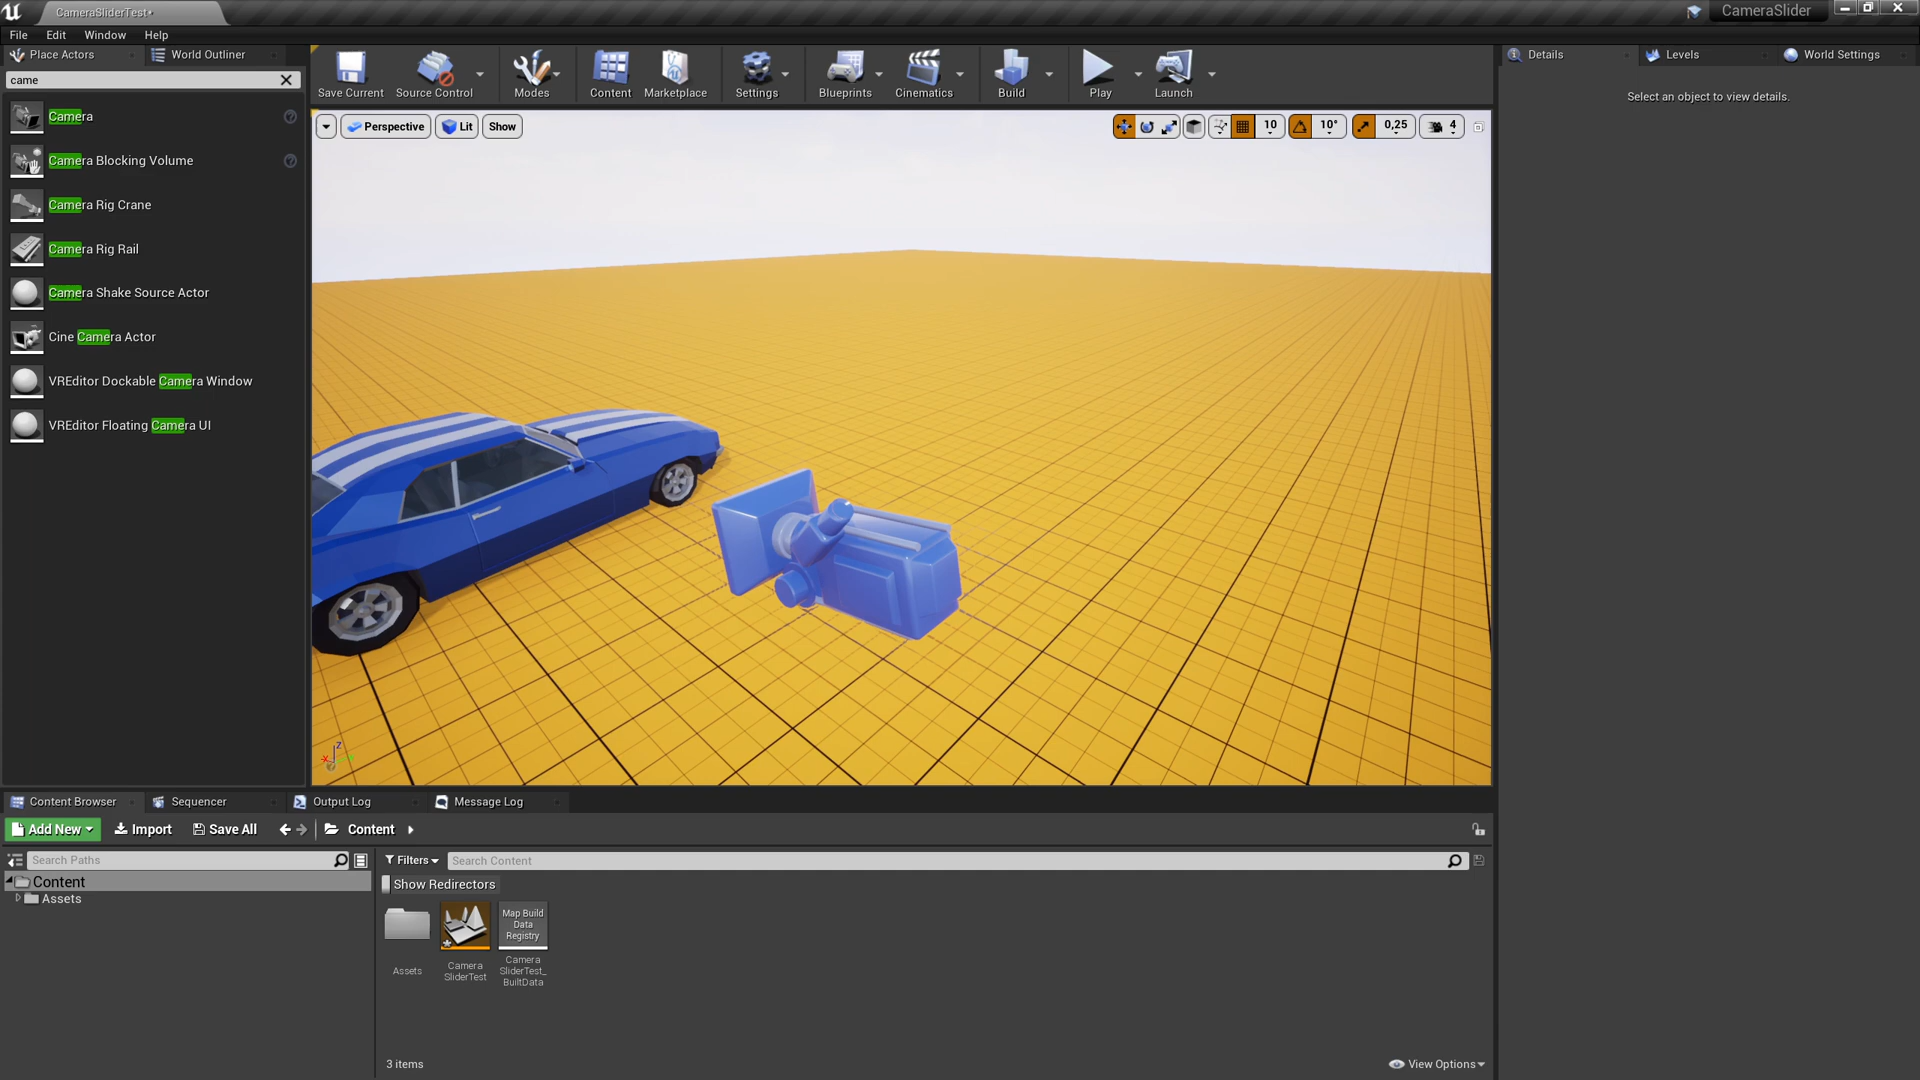 CameraSliderTest•
CameraSlider
File Edit Window Help
Place Actors
World Outliner
came
Camera
Camera Blocking Volume
Camera Rig Crane
Camera Rig Rail
Camera Shake Source Actor
Cine Camera Actor
VREditor Dockable Camera Window
VREditor Floating Camera UI
Save Current
Source Control
Modes
Content
Marketplace
Settings
Blueprints
Cinematics
Build
Play
Launch
Perspective
Lit
Show
10
10°
0,25
4
X
Z
Details
Levels
World Settings
Select an object to view details.
Content Browser
Sequencer
Output Log
Message Log
Add New
Import
Save All
Content
Search Paths
Content
Assets
Filters
Search Content
Show Redirectors
Assets
Camera
SliderTest
Map Build
Data
Registry
Camera
SliderTest_
BuiltData
3 items
View Options